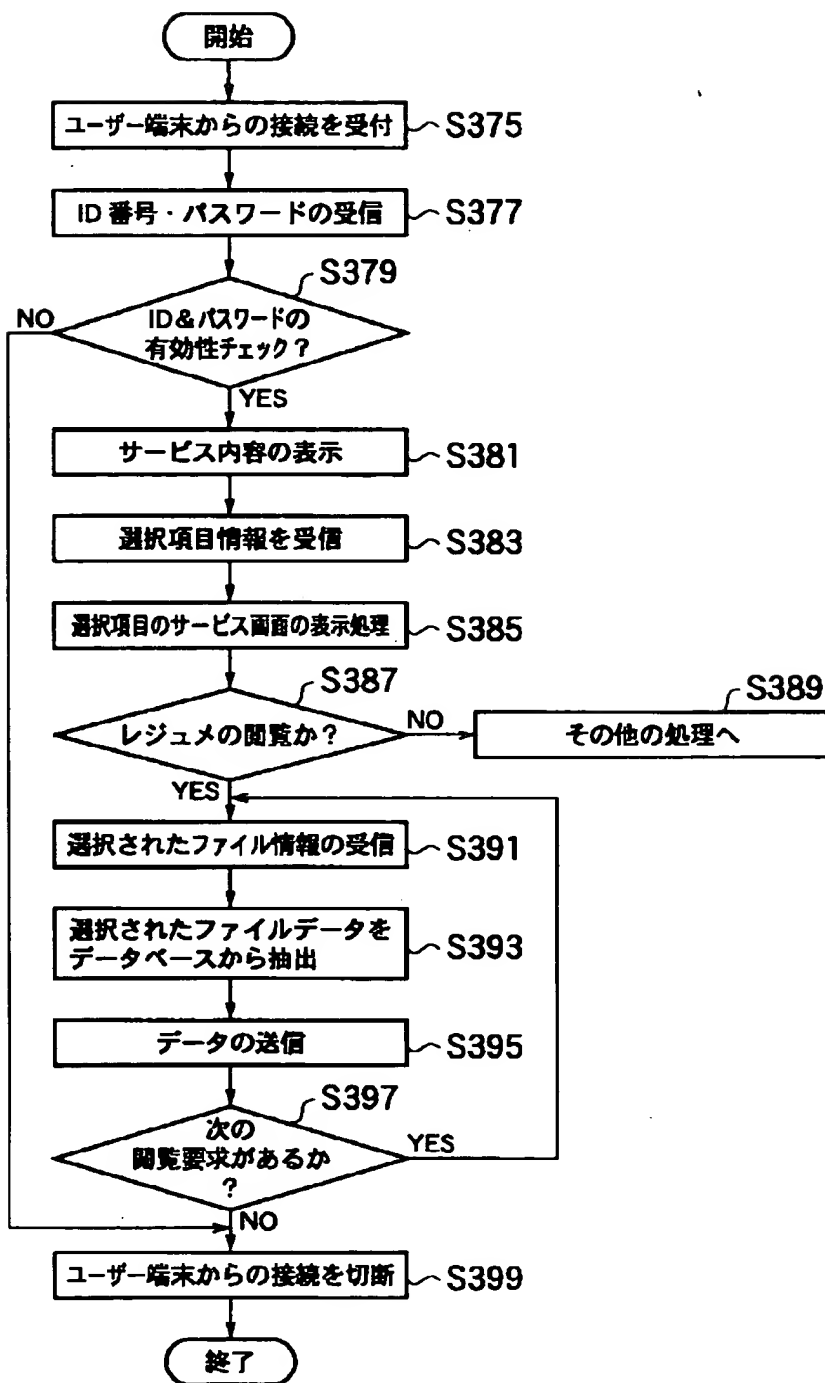 開始
ユーザー端末からの接続を受付
S375
ID番号・パスワードの受信
S377
S379
NO
ID&パスワードの
有効性チェック?
YES
サービス内容の表示
S381
選択項目情報を受信
S383
選択項目のサービス画面の表示処理
S385
S387
レジュメの閲覧か?
NO
S389
その他の処理へ
YES
選択されたファイル情報の受信
S391
選択されたファイルデータを
データベースから抽出
S393
データの送信
S395
S397
次の
閲覧要求があるか
?
YES
NO
ユーザー端末からの接続を切断
S399
終了